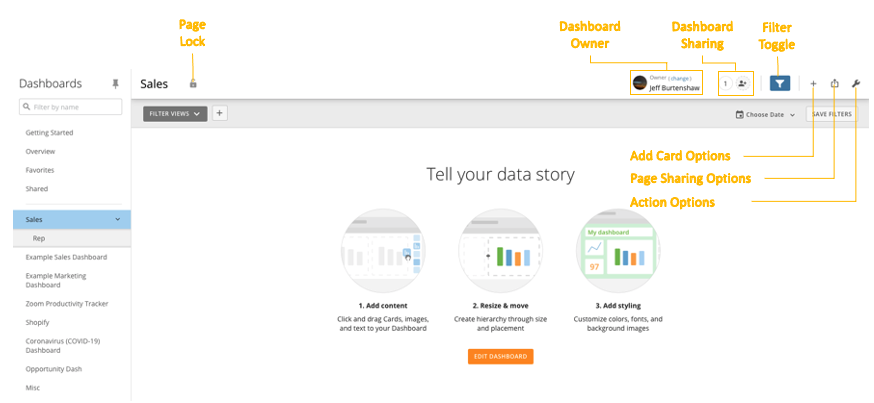 Page
Lock
Dashboard
Owner
Dashboard
Sharing
Filter
Toggle
Dashboards
Sales
Owner (change)
Jeff Burtenshaw
1
Filter by name
FILTER VIEWS
Choose Date
SAVE FILTERS
Getting Started
Overview
Favorites
Shared
Sales
Rep
Example Sales Dashboard
Example Marketing
Dashboard
Zoom Productivity Tracker
Shopify
Coronavirus (COVID-19)
Dashboard
Opportunity Dash
Misc
Add Card Options
Page Sharing Options
Action Options
Tell your data story
My dashboard
97
1. Add content
Click and drag Cards, images,
and text to your Dashboard
2. Resize & move
Create hierarchy through size
and placement
3. Add styling
Customize colors, fonts, and
background images
EDIT DASHBOARD